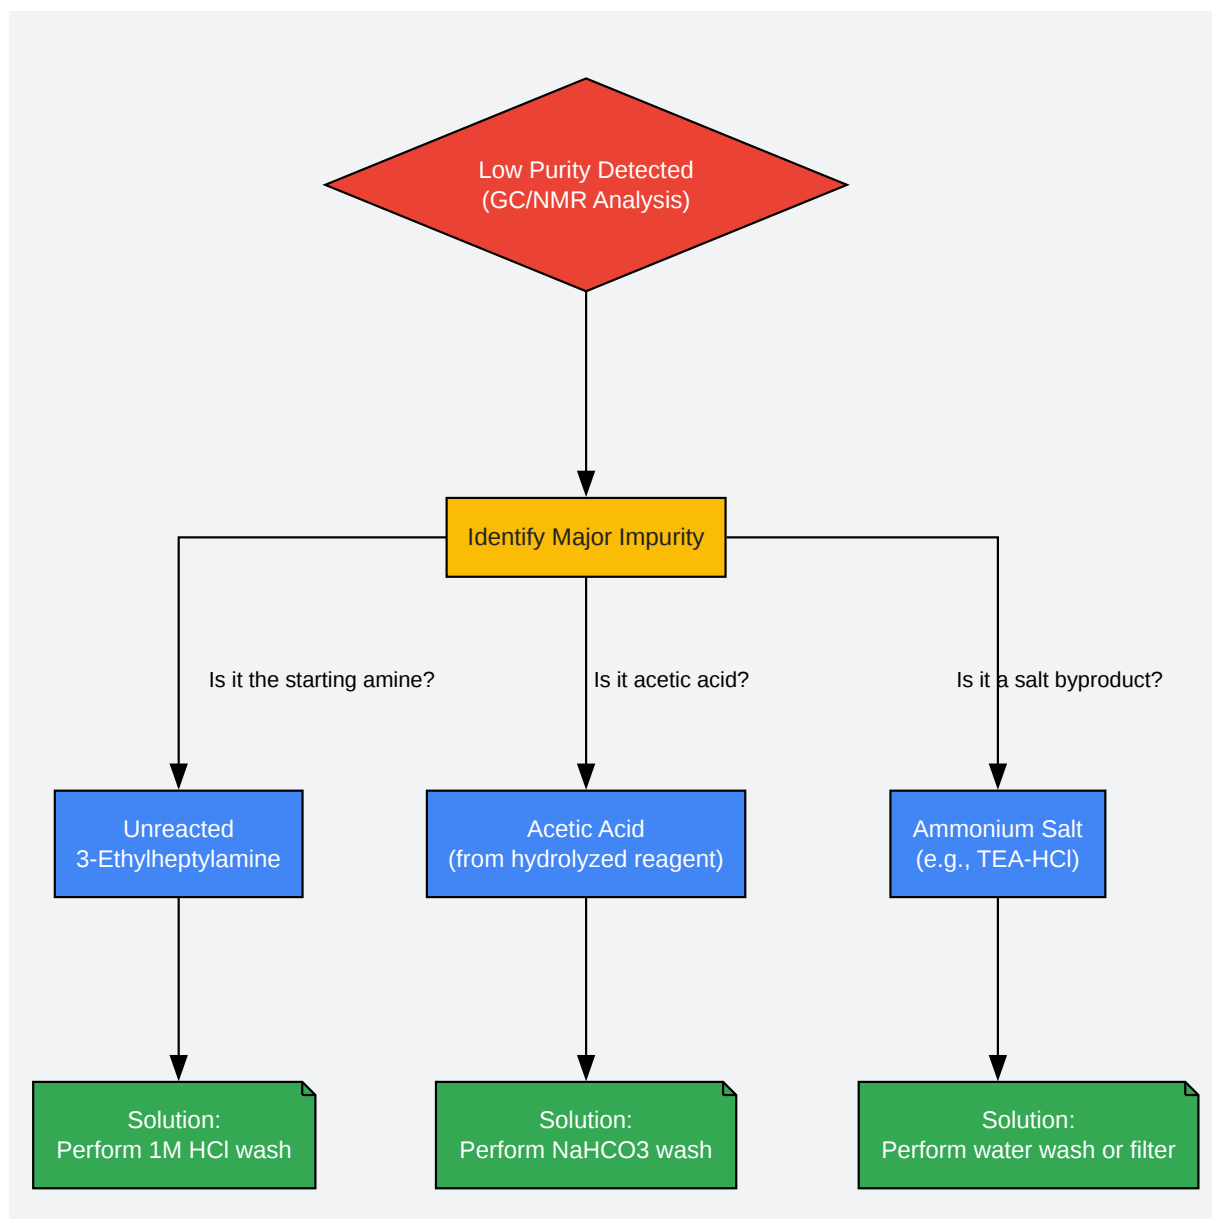 Low Purity Detected
(GC/NMR Analysis)
Identify Major Impurity
Is it the starting amine?
Is it acetic acid?
Is it a salt byproduct?
Unreacted
3-Ethylheptylamine
Acetic Acid
(from hydrolyzed reagent)
Ammonium Salt
(e.g., TEA-HCl)
Solution:
Perform 1M HCl wash
Solution:
Perform NaHCO3 wash
Solution:
Perform water wash or filter